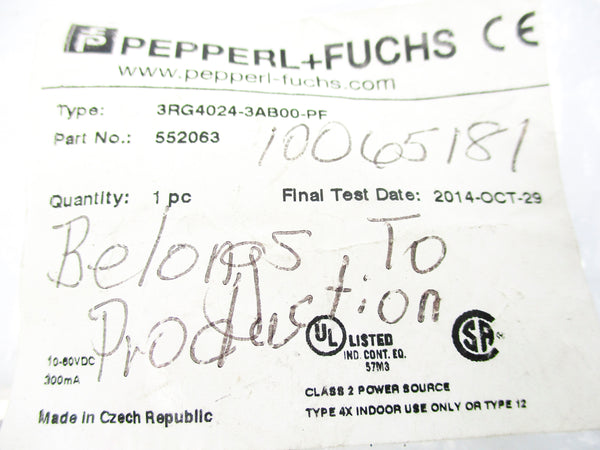 PEPPERL+FUCHS CE
www.pepperl-fuchs.com
Type: 3RG4024-3AB00-PF
Part No.: 552063
10065181
Quantity: 1 pc Final Test Date: 2014-OCT-29
Belongs To
Production
10-60VDC
300mA
UL LISTED
IND. CONT. EQ.
57M3
SA
CLASS 2 POWER SOURCE
TYPE 4X INDOOR USE ONLY OR TYPE 12
Made in Czech Republic